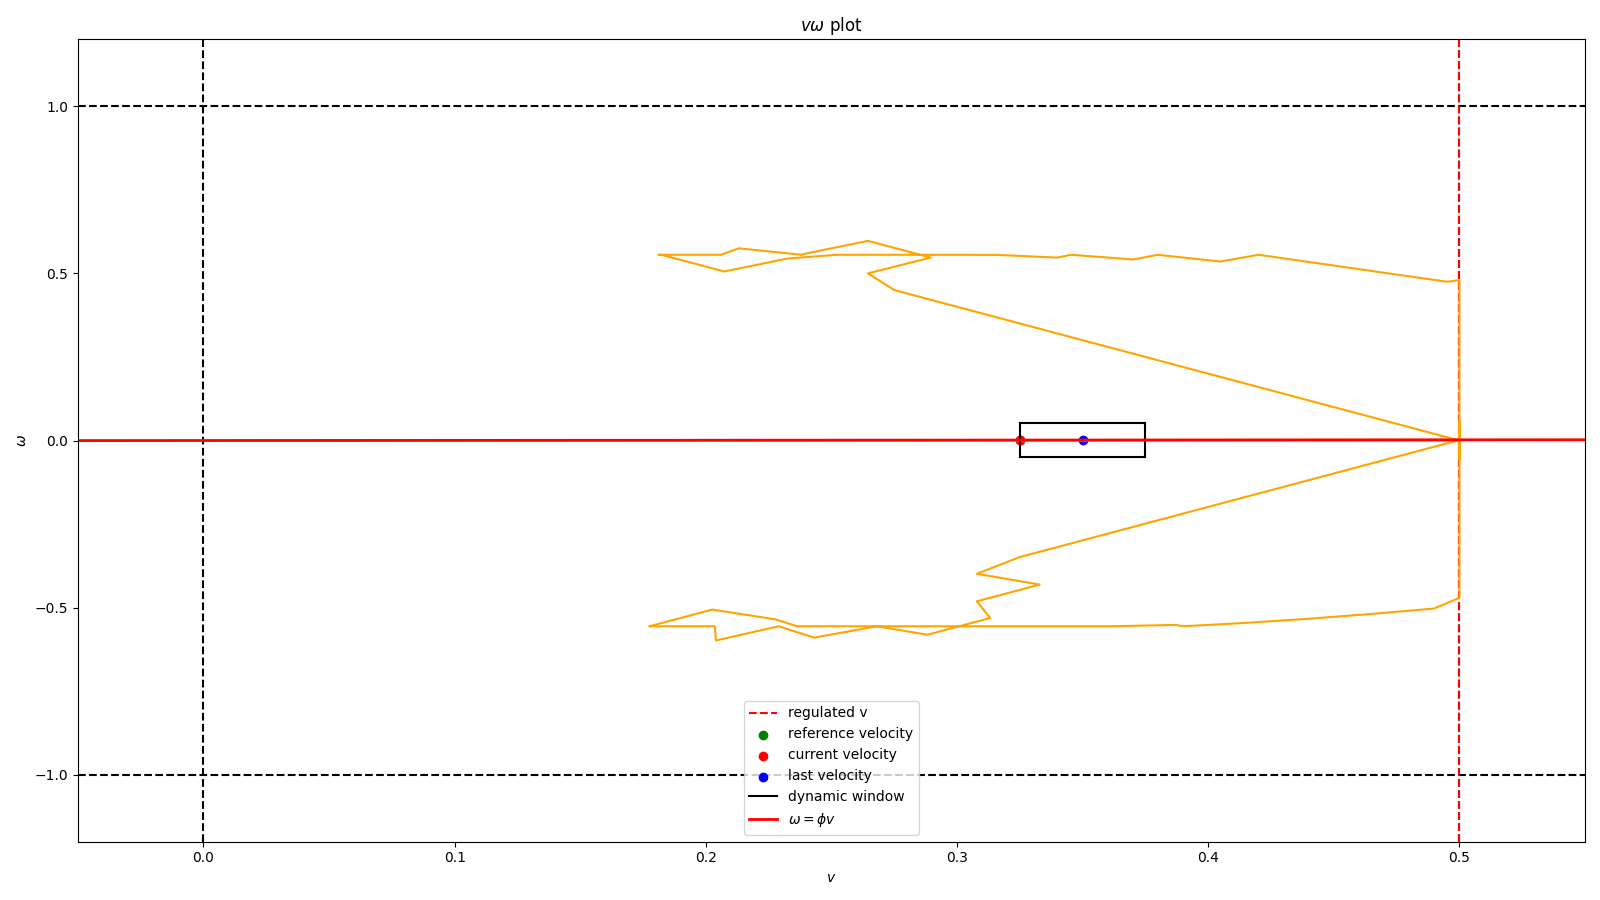 vω plot
1.0
0.5
0.0
−0.5
−1.0
ω
regulated v
reference velocity
current velocity
last velocity
dynamic window
ω = ϕv
0.0 0.1 0.2 0.3 0.4 0.5
v